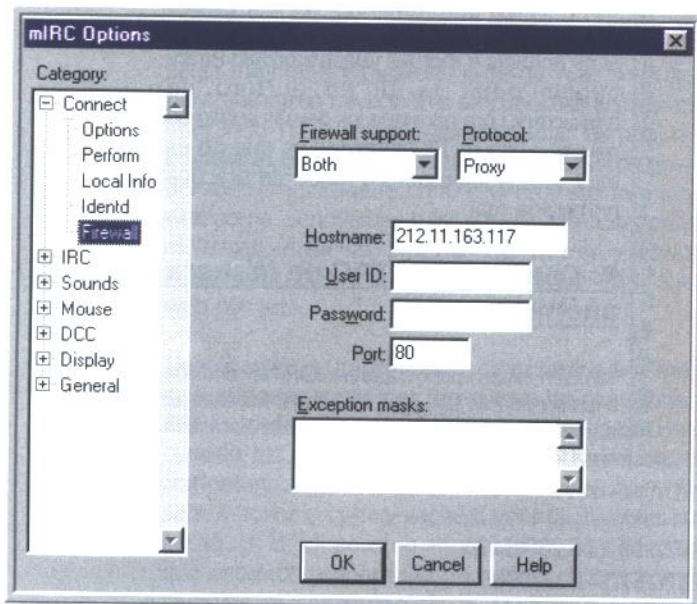 mIRC Options
Category:
Connect
Options
Perform
Local Info
Identd
Firewall
IRC
Sounds
Mouse
DCC
Display
General
Firewall support: Protocol:
Both Proxy
Hostname: 212.11.163.117
User ID:
Password:
Port: 80
Exception masks:
OK Cancel Help